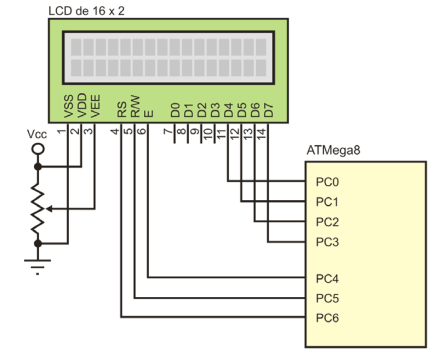 LCD de 16 x 2
VSS
VDD
VEE
RS
R/W
E
D0
D1
D2
D3
D4
D5
D6
D7
1
2
3
4
5
6
7
8
9
10
11
12
13
14
Vcc
ATMega8
PC0
PC1
PC2
PC3
PC4
PC5
PC6